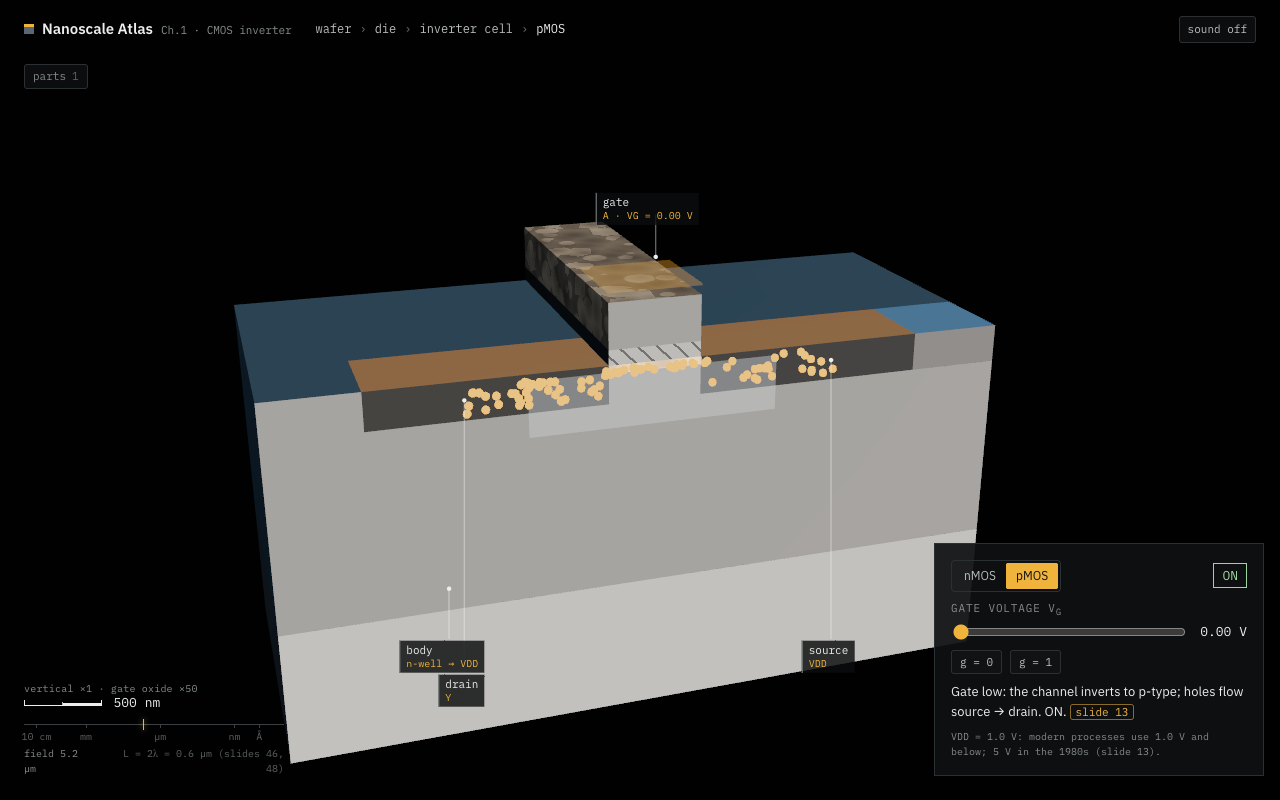 Nanoscale Atlas Ch.1 · CMOS inverter wafer › die › inverter cell › pMOS sound off
parts 1
gate
A · VG = 0.00 V
nMOS pMOS ON
GATE VOLTAGE VG
0.00 V
g = 0 g = 1
Gate low: the channel inverts to p-type; holes flow
source → drain. ON. slide 13
VDD = 1.0 V: modern processes use 1.0 V and
below; 5 V in the 1980s (slide 13).
body
n-well → VDD
source
VDD
drain
Y
vertical ×1 · gate oxide ×50
500 nm
10 cm mm µm nm Å
field 5.2 µm
L = 2λ = 0.6 µm (slides 46,
48)